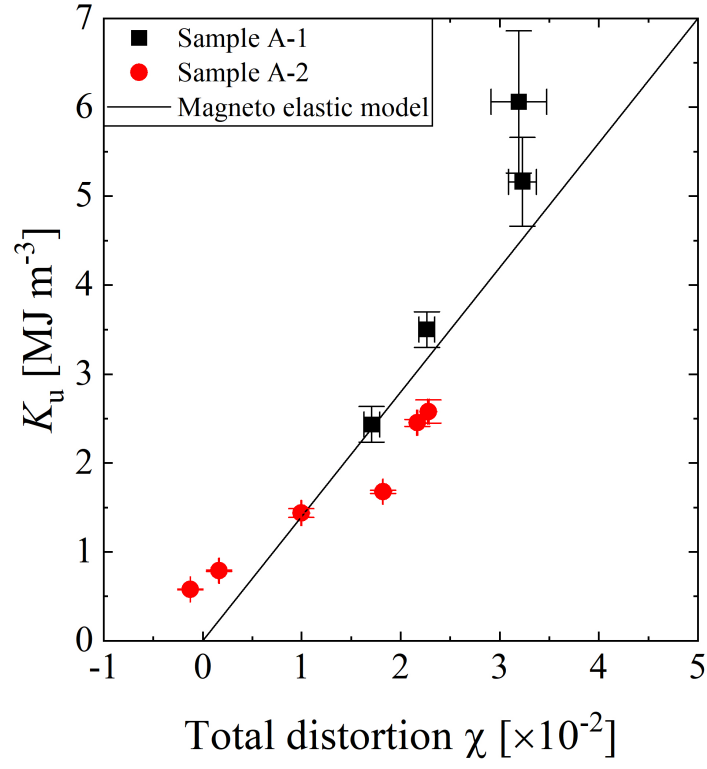 7
6
5
4
3
2
1
0
Sample A-1
Sample A-2
Magneto elastic model
K_u [MJ m⁻³]
-1 0 1 2 3 4 5
Total distortion χ [×10⁻²]